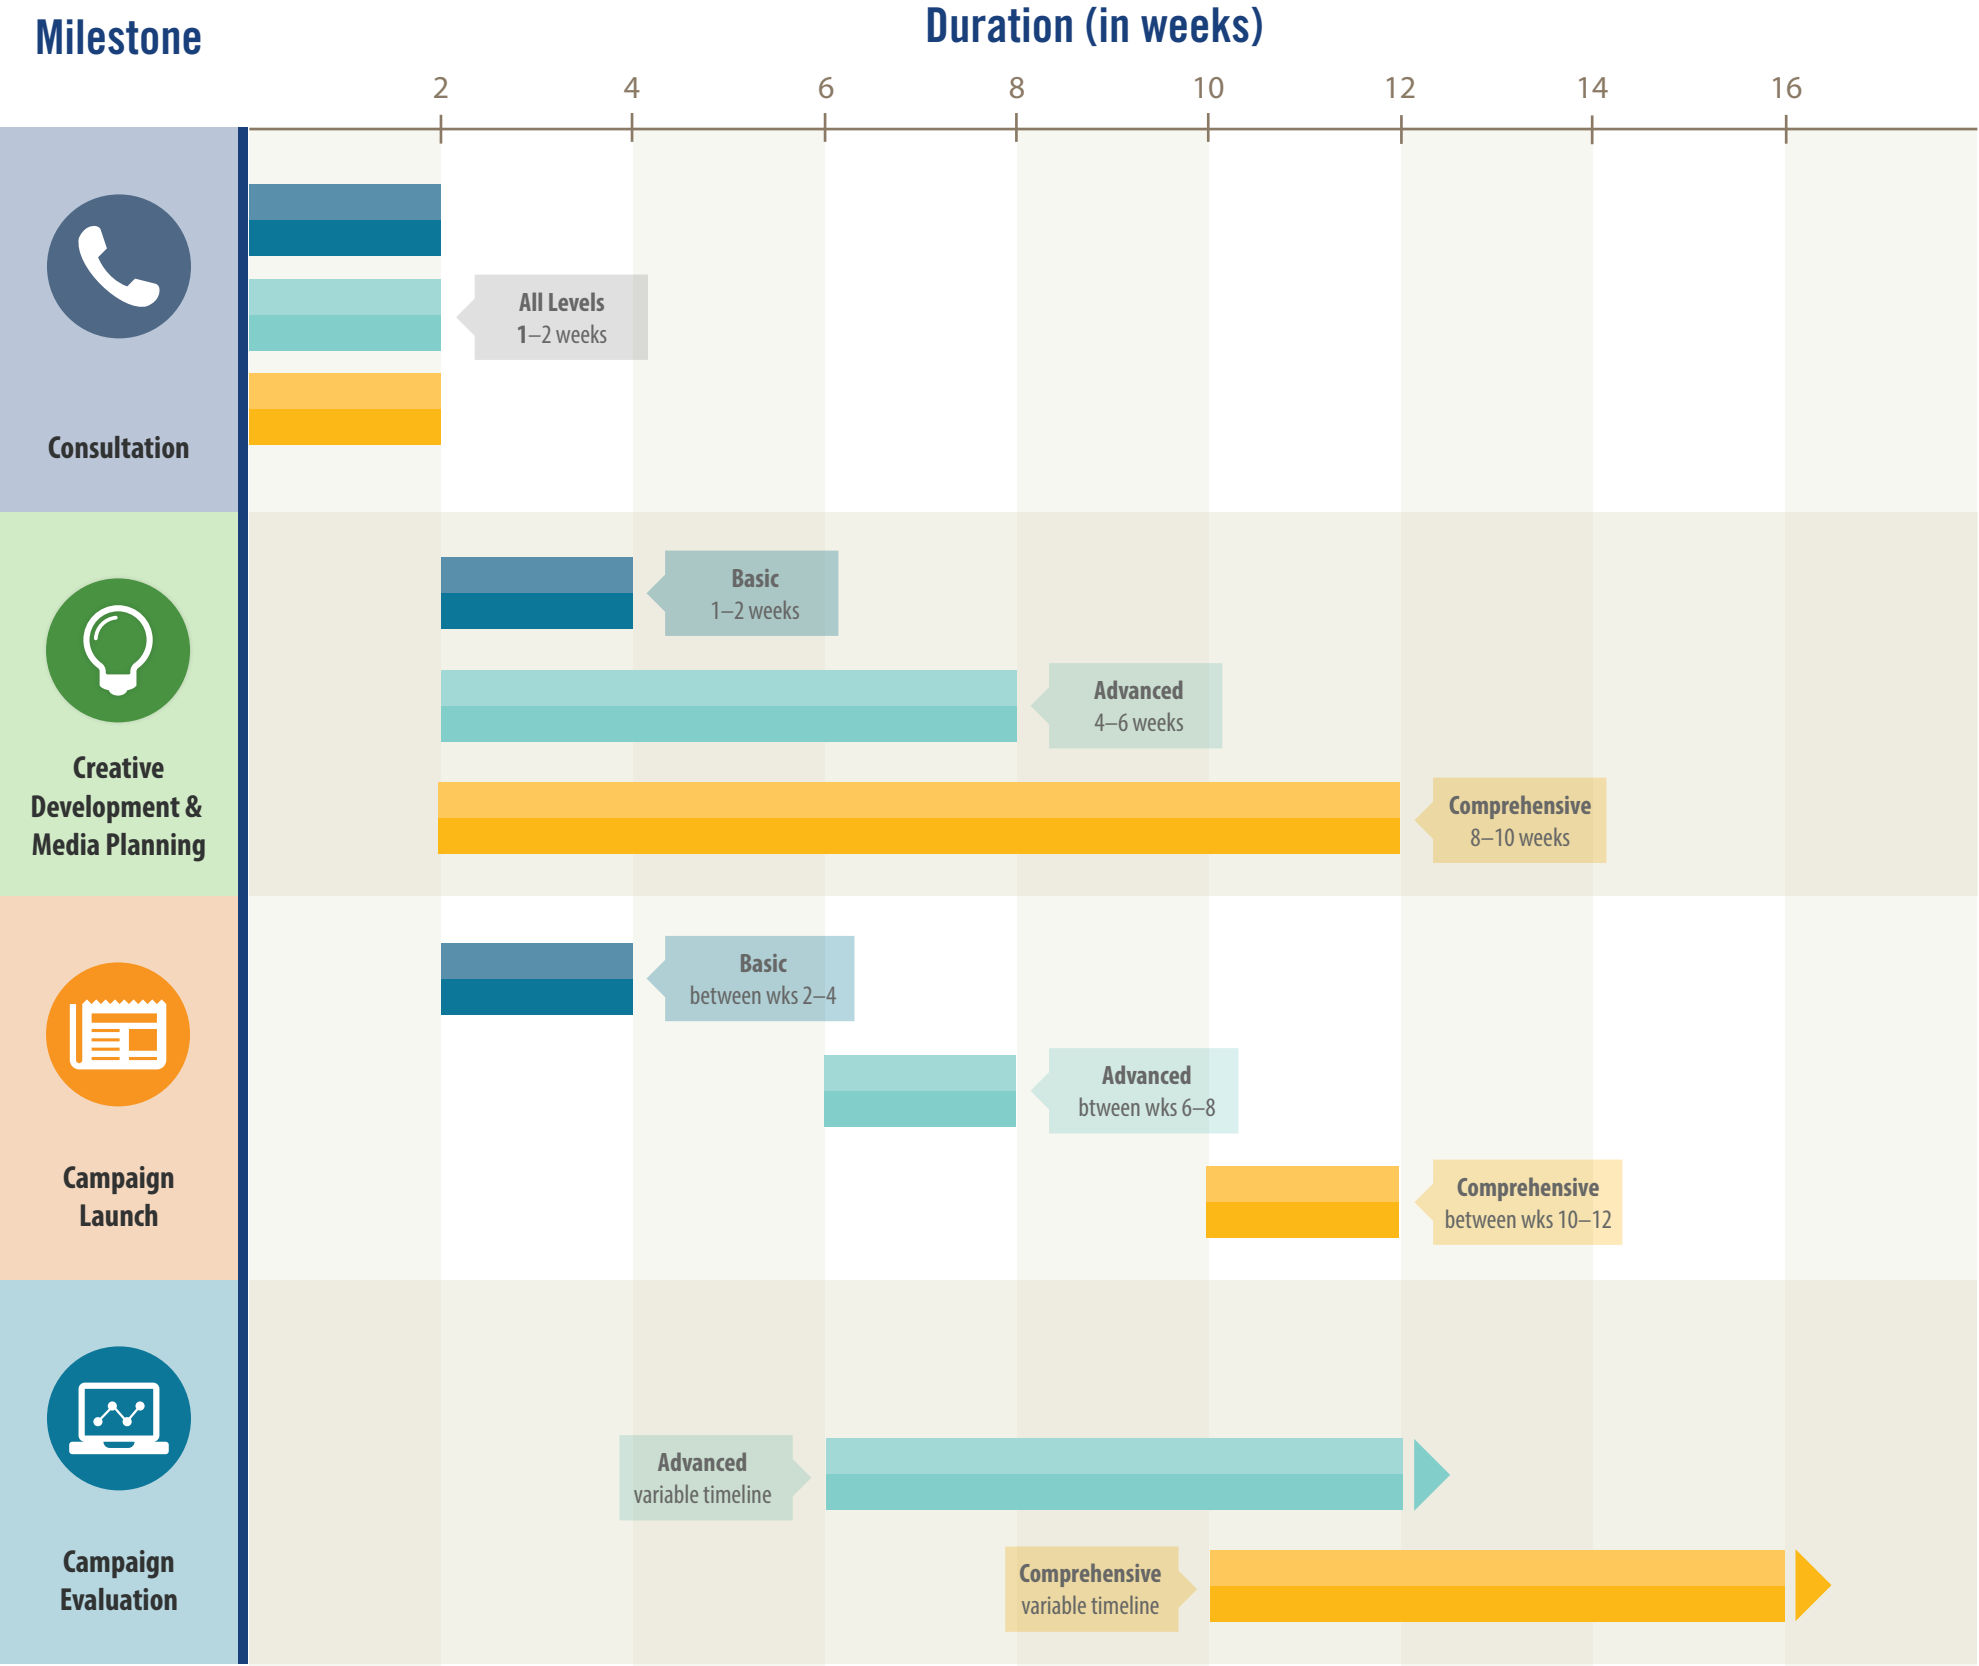 Milestone
Duration (in weeks)
2 4 6 8 10 12 14 16
All Levels
1–2 weeks
Consultation
Basic
1–2 weeks
Advanced
4–6 weeks
Comprehensive
8–10 weeks
Creative
Development &
Media Planning
Basic
between wks 2–4
Advanced
btween wks 6–8
Comprehensive
between wks 10–12
Campaign
Launch
Advanced
variable timeline
Comprehensive
variable timeline
Campaign
Evaluation